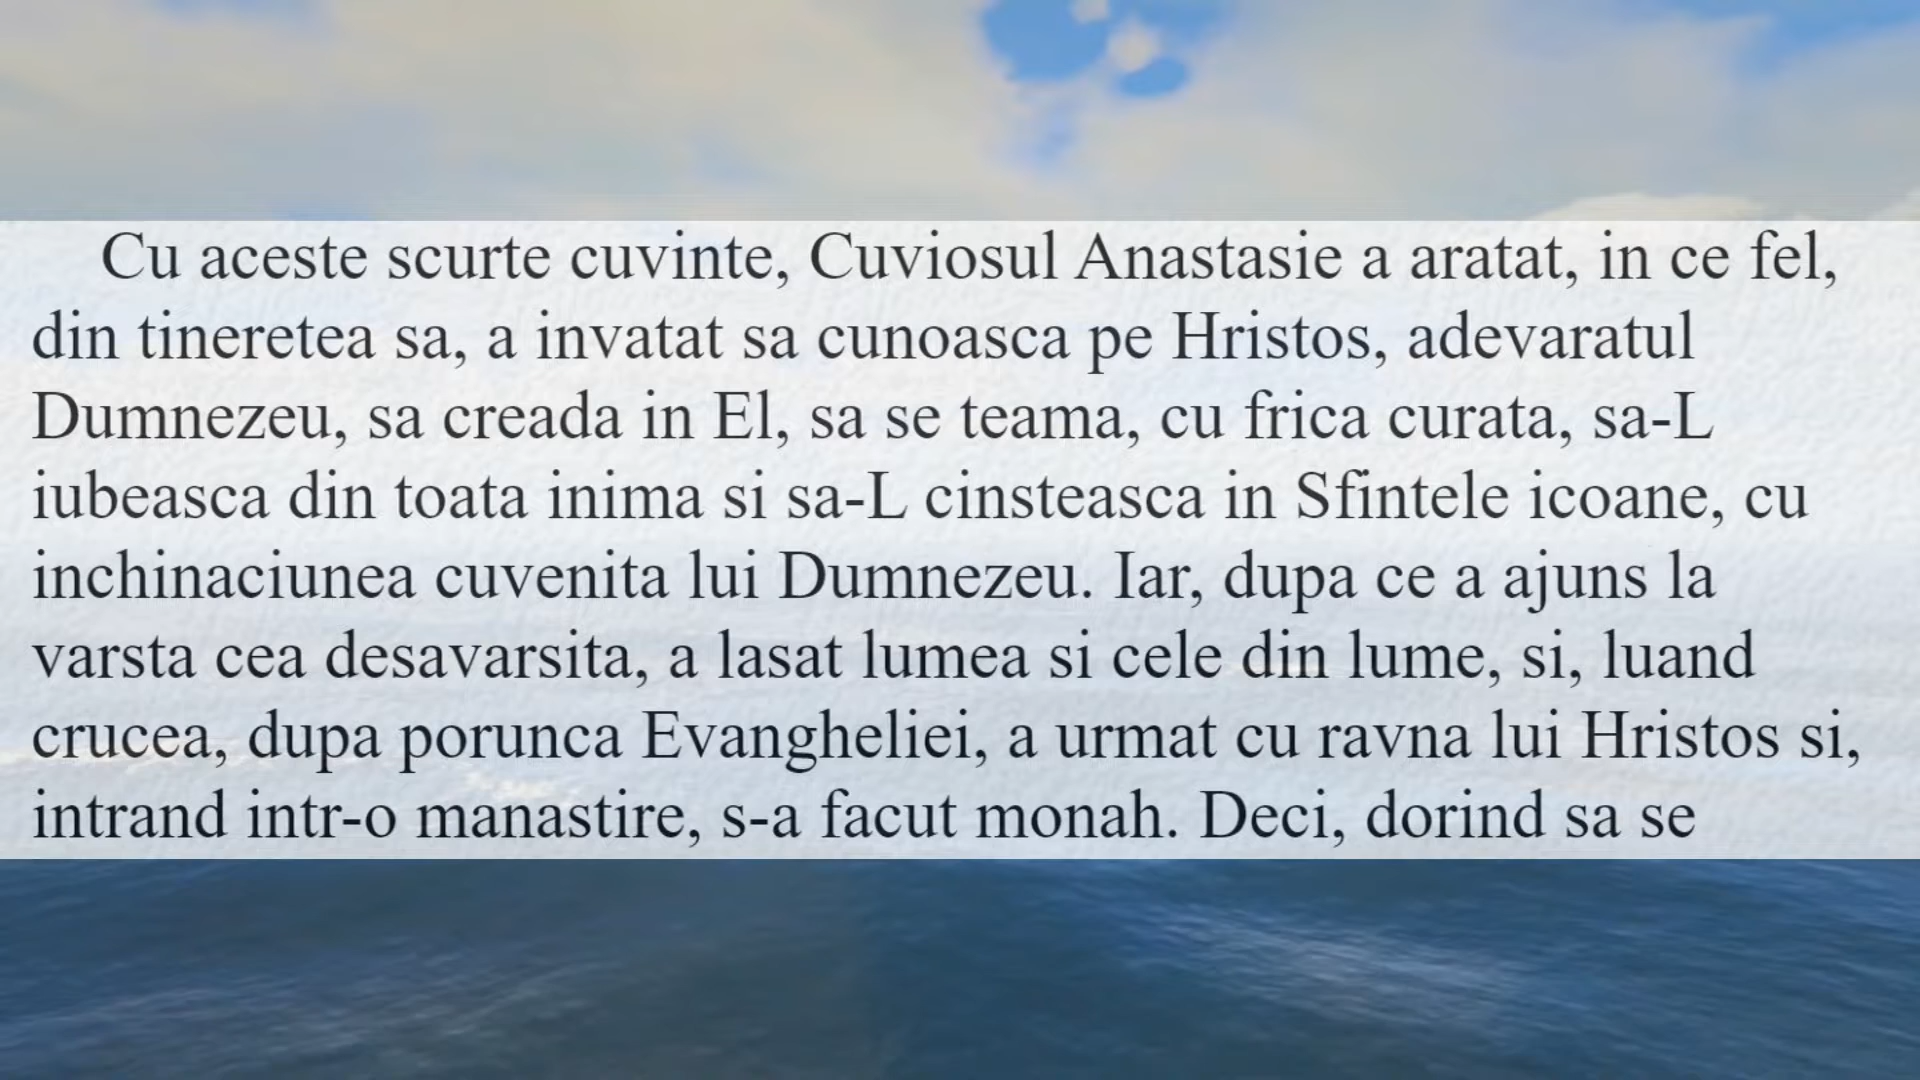 Cu aceste scurte cuvinte, Cuviosul Anastasie a aratat, in ce fel,
din tineretea sa, a invatat sa cunoasca pe Hristos, adevaratul
Dumnezeu, sa creada in El, sa se teama, cu frica curata, sa-L
iubeasca din toata inima si sa-L cinsteasca in Sfintele icoane, cu
inchinaciunea cuvenita lui Dumnezeu. Iar, dupa ce a ajuns la
varsta cea desavarsita, a lasat lumea si cele din lume, si, luand
crucea, dupa porunca Evangheliei, a urmat cu ravna lui Hristos si,
intrand intr-o manastire, s-a facut monah. Deci, dorind sa se